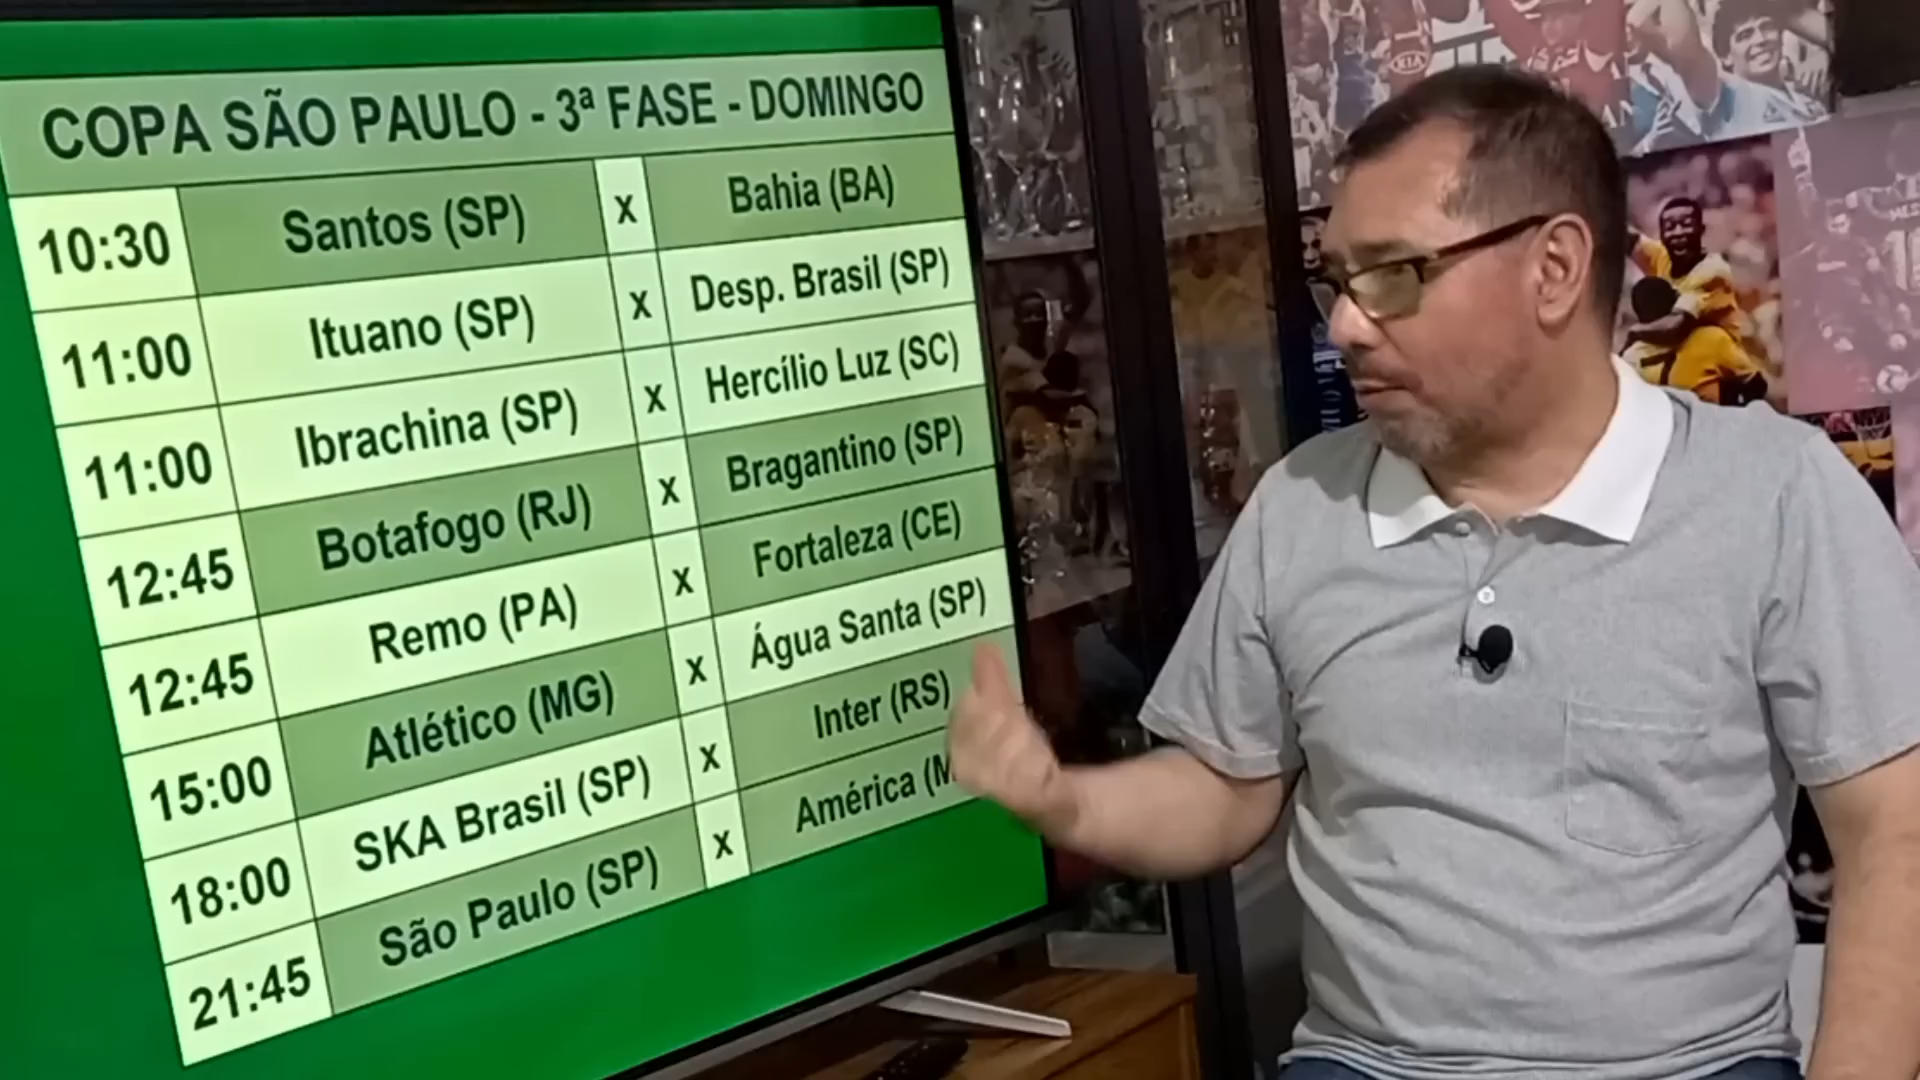 COPA SÃO PAULO - 3ª FASE - DOMINGO
10:30 Santos (SP) x Bahia (BA)
11:00 Ituano (SP) x Desp. Brasil (SP)
11:00 Ibrachina (SP) x Hercílio Luz (SC)
12:45 Botafogo (RJ) x Bragantino (SP)
12:45 Remo (PA) x Fortaleza (CE)
15:00 Atlético (MG) x Água Santa (SP)
18:00 SKA Brasil (SP) x Inter (RS)
21:45 São Paulo (SP) x América (M
KIA